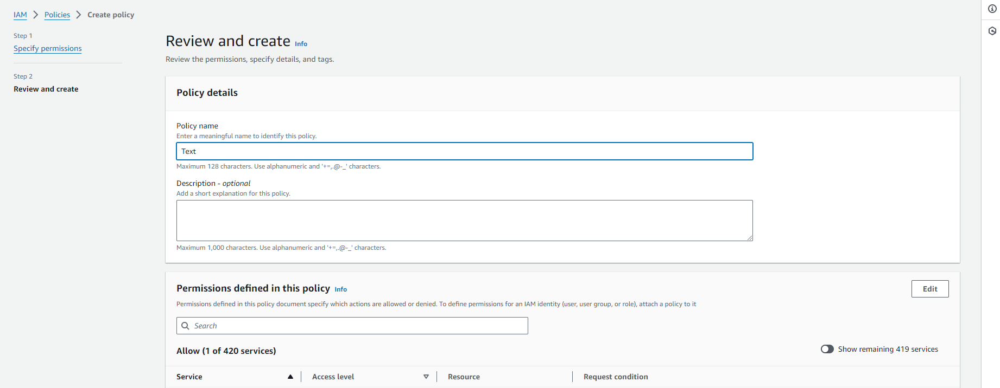 IAM > Policies > Create policy
Step 1
Specify permissions
Step 2
Review and create
Review and create Info
Review the permissions, specify details, and tags.
Policy details
Policy name
Enter a meaningful name to identify this policy.
Text
Maximum 128 characters. Use alphanumeric and '+=,.@-_' characters.
Description - optional
Add a short explanation for this policy.
Maximum 1,000 characters. Use alphanumeric and '+=,.@-_' characters.
Permissions defined in this policy Info
Edit
Permissions defined in this policy document specify which actions are allowed or denied. To define permissions for an IAM identity (user, user group, or role), attach a policy to it
Search
Allow (1 of 420 services)
Show remaining 419 services
Service Access level Resource Request condition